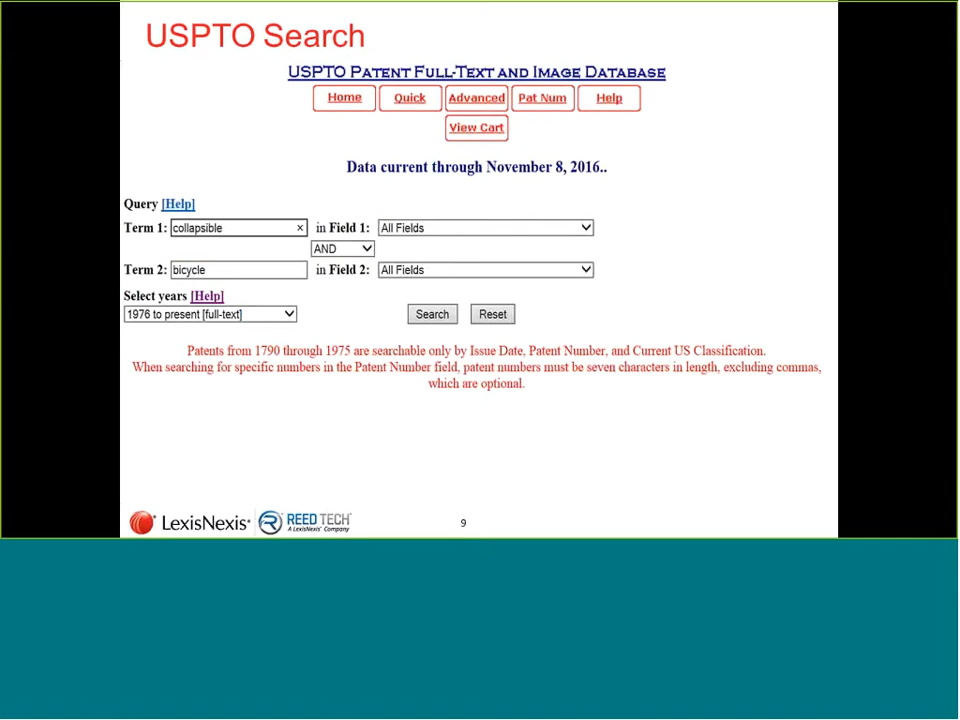 USPTO Search
USPTO Patent Full-Text and Image Database
Home Quick Advanced Pat Num Help
View Cart
Data current through November 8, 2016..
Query [Help]
Term 1: collapsible × in Field 1: All Fields
AND
Term 2: bicycle in Field 2: All Fields
Select years [Help]
1976 to present [full-text] Search Reset
Patents from 1790 through 1975 are searchable only by Issue Date, Patent Number, and Current US Classification.
When searching for specific numbers in the Patent Number field, patent numbers must be seven characters in length, excluding commas,
which are optional.
LexisNexis® REED TECH 9
A LexisNexis® Company